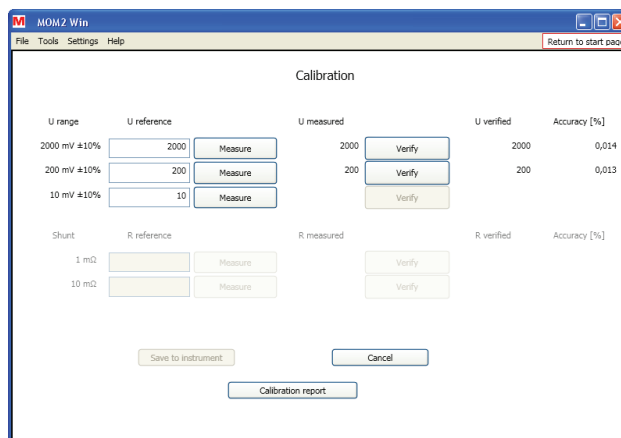 M MOM2 Win
File Tools Settings Help Return to start page
Calibration
U range U reference U measured U verified Accuracy [%]
2000 mV ±10% 2000 Measure 2000 Verify 2000 0,014
200 mV ±10% 200 Measure 200 Verify 200 0,013
10 mV ±10% 10 Measure Verify
Shunt R reference R measured R verified Accuracy [%]
1 mΩ Measure Verify
10 mΩ Measure Verify
Save to instrument Cancel
Calibration report